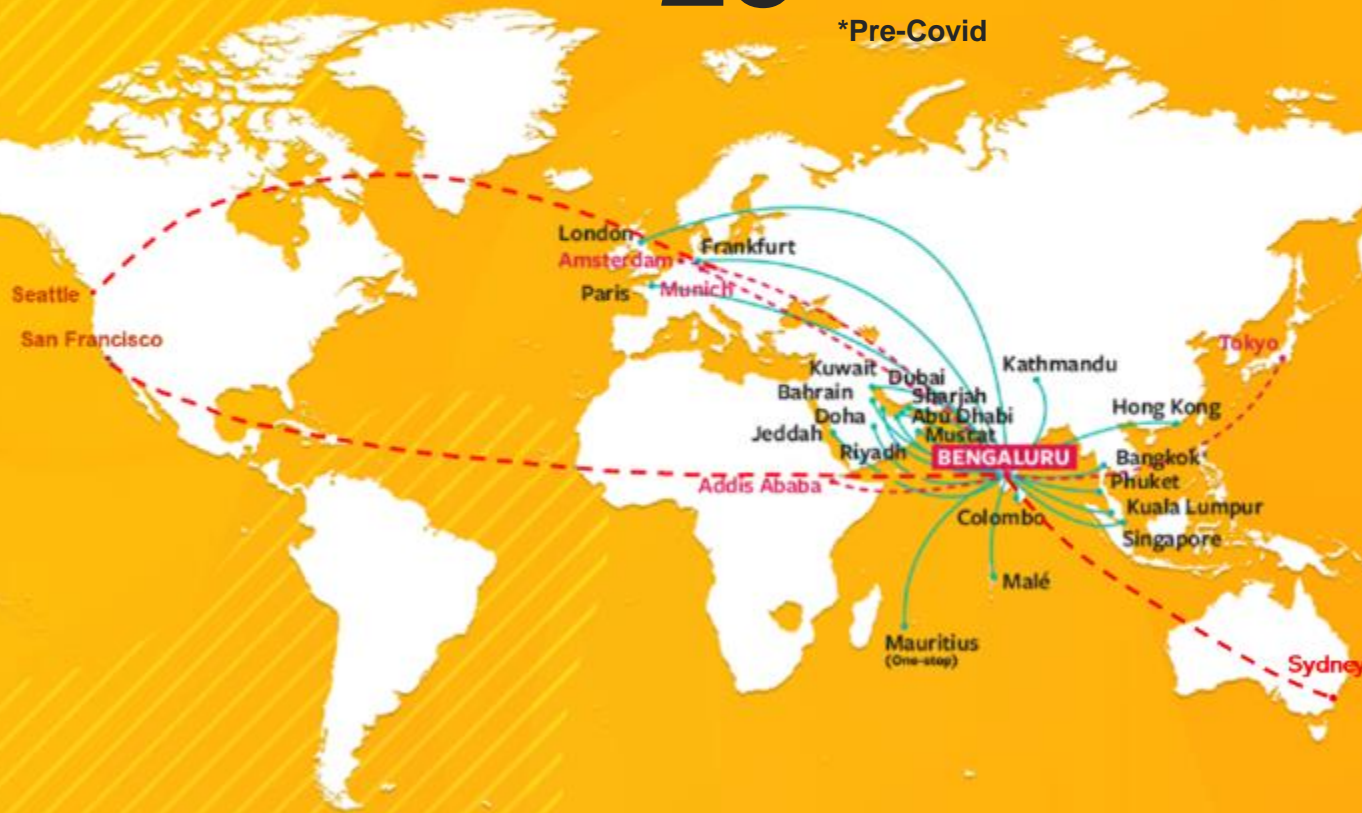 *Pre-Covid
London
Frankfurt
Amsterdam
Paris
Munich
Seattle
San Francisco
Tokyo
Kuwait
Dubai
Kathmandu
Bahrain
Sharjah
Doha
Abu Dhabi
Hong Kong
Jeddah
Muscat
Riyadh
BENGALURU
Bangkok*
Addis Ababa
Phuket
Colombo
Kuala Lumpur
Singapore
Malé
Mauritius
(One-stop)
Sydney